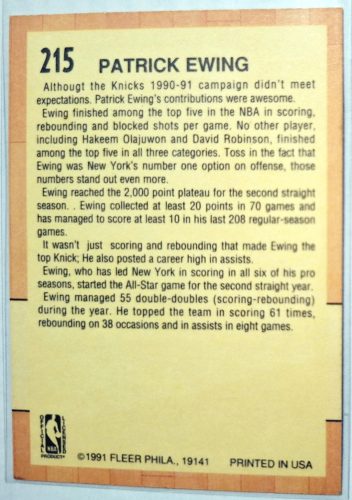 215 PATRICK EWING
Althougt the Knicks 1990-91 campaign didn't meet
expectations. Patrick Ewing's contributions were awesome.
Ewing finished among the top five in the NBA in scoring,
rebounding and blocked shots per game. No other player,
including Hakeem Olajuwon and David Robinson, finished
among the top five in all three categories. Toss in the fact that
Ewing was New York's number one option on offense, those
numbers stand out even more.
Ewing reached the 2,000 point plateau for the second straight
season. . Ewing collected at least 20 points in 70 games and
has managed to score at least 10 in his last 208 regular-season
games.
It wasn't just scoring and rebounding that made Ewing the
top Knick; He also posted a career high in assists.
Ewing, who has led New York in scoring in all six of his pro
seasons, started the All-Star game for the second straight year.
Ewing managed 55 double-doubles (scoring-rebounding)
during the year. He topped the team in scoring 61 times,
rebounding on 38 occasions and in assists in eight games.
OFFICIAL LICENSED
NBA
PRODUCT
©1991 FLEER PHILA., 19141 PRINTED IN USA